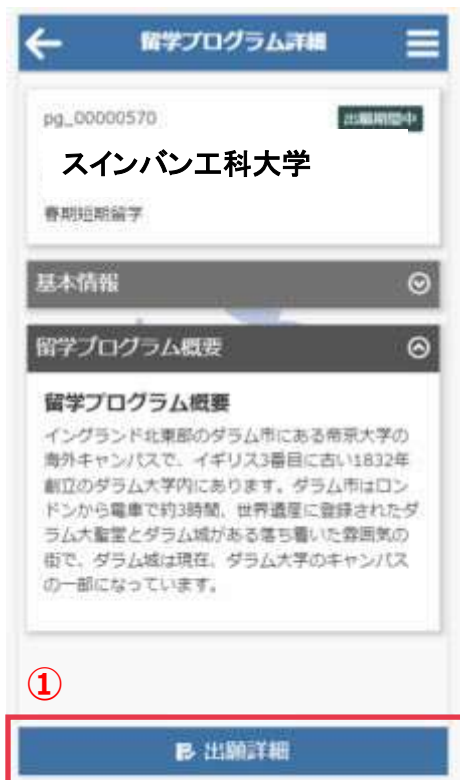 留学プログラム詳細
pg_00000570
出願期間中
スインバン工科大学
春期短期留学
基本情報
留学プログラム概要
留学プログラム概要
イングランド北東部のダラム市にある帝京大学の
海外キャンパスで、イギリス3番目に古い1832年
創立のダラム大学内にあります。ダラム市はロン
ドンから電車で約3時間、世界遺産に登録されたダ
ラム大聖堂とダラム城がある落ち着いた雰囲気の
街で、ダラム城は現在、ダラム大学のキャンパス
の一部になっています。
①
出願詳細